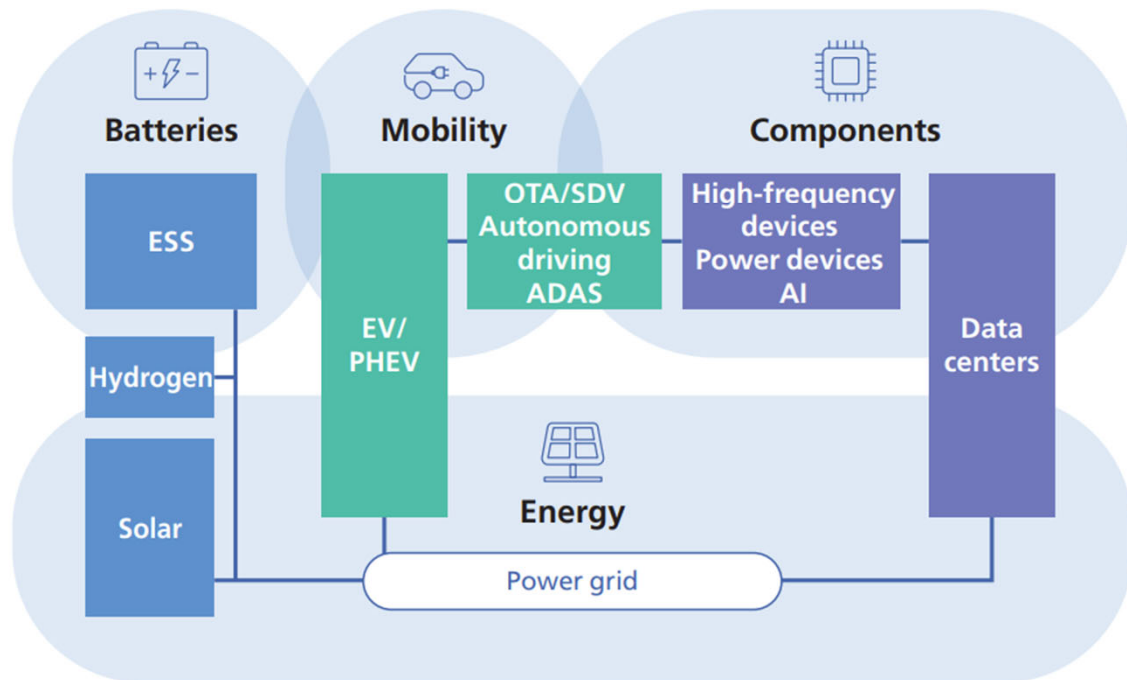 Batteries
Mobility
Components
ESS
Hydrogen
Solar
EV/
PHEV
OTA/SDV
Autonomous
driving
ADAS
High-frequency
devices
Power devices
AI
Data
centers
Energy
Power grid